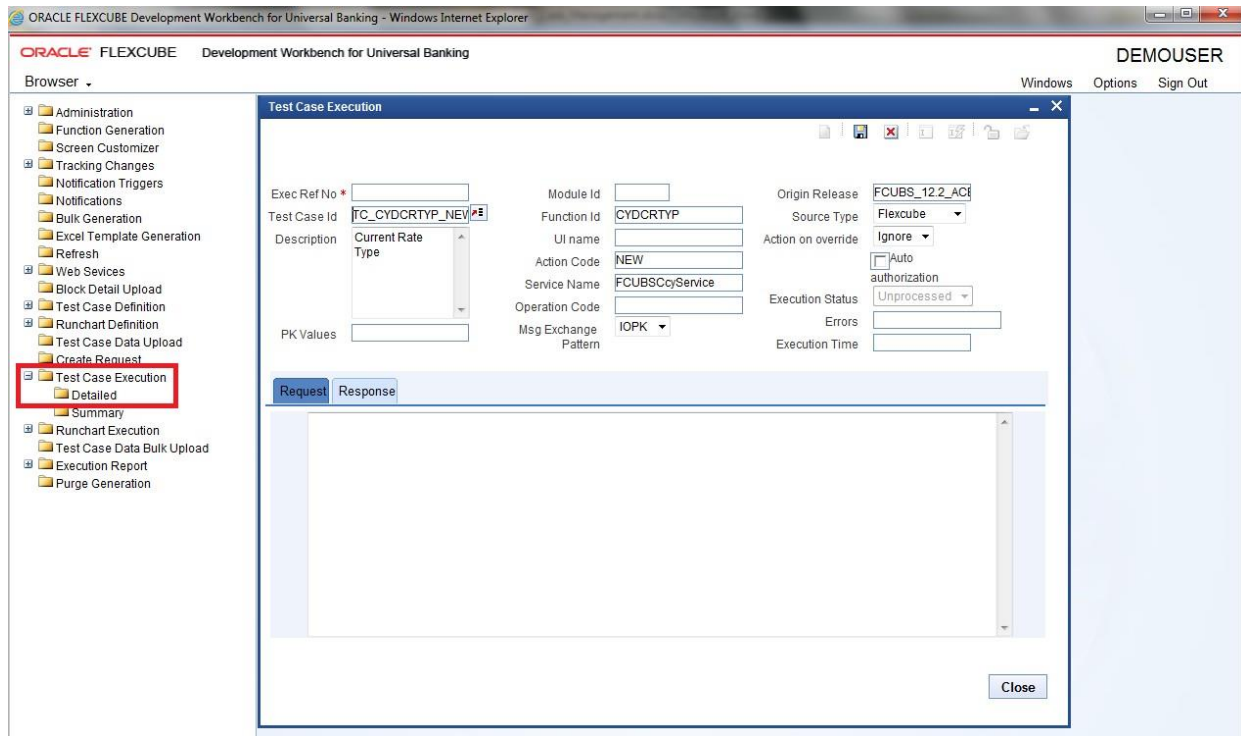 ORACLE FLEXCUBE Development Workbench for Universal Banking - Windows Internet Explorer
ORACLE FLEXCUBE Development Workbench for Universal Banking
DEMOUSER
Browser
Windows Options Sign Out
Administration
Function Generation
Screen Customizer
Tracking Changes
Notification Triggers
Notifications
Bulk Generation
Excel Template Generation
Refresh
Web Sevices
Block Detail Upload
Test Case Definition
Runchart Definition
Test Case Data Upload
Create Request
Test Case Execution
Detailed
Summary
Runchart Execution
Test Case Data Bulk Upload
Execution Report
Purge Generation
Test Case Execution
Exec Ref No *
Test Case Id TC_CYDCRTYP_NEW
Description Current Rate
Type
PK Values
Module Id
Function Id CYDCRTYP
UI name
Action Code NEW
Service Name FCUBSCcyService
Operation Code
Msg Exchange IOPK
Pattern
Origin Release FCUBS_12.2_ACE
Source Type Flexcube
Action on override Ignore
Auto
authorization
Execution Status Unprocessed
Errors
Execution Time
Request Response
Close